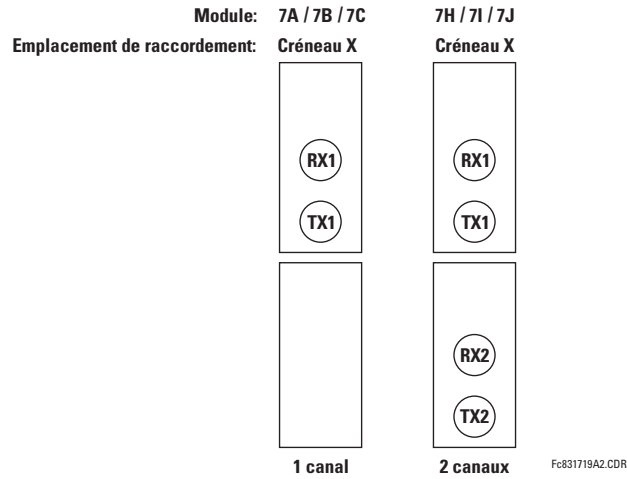 Module: 7A / 7B / 7C 7H / 7I / 7J
Emplacement de raccordement: Créneau X Créneau X
RX1 RX1
TX1 TX1
RX2
TX2
1 canal 2 canaux Fc831719A2.CDR